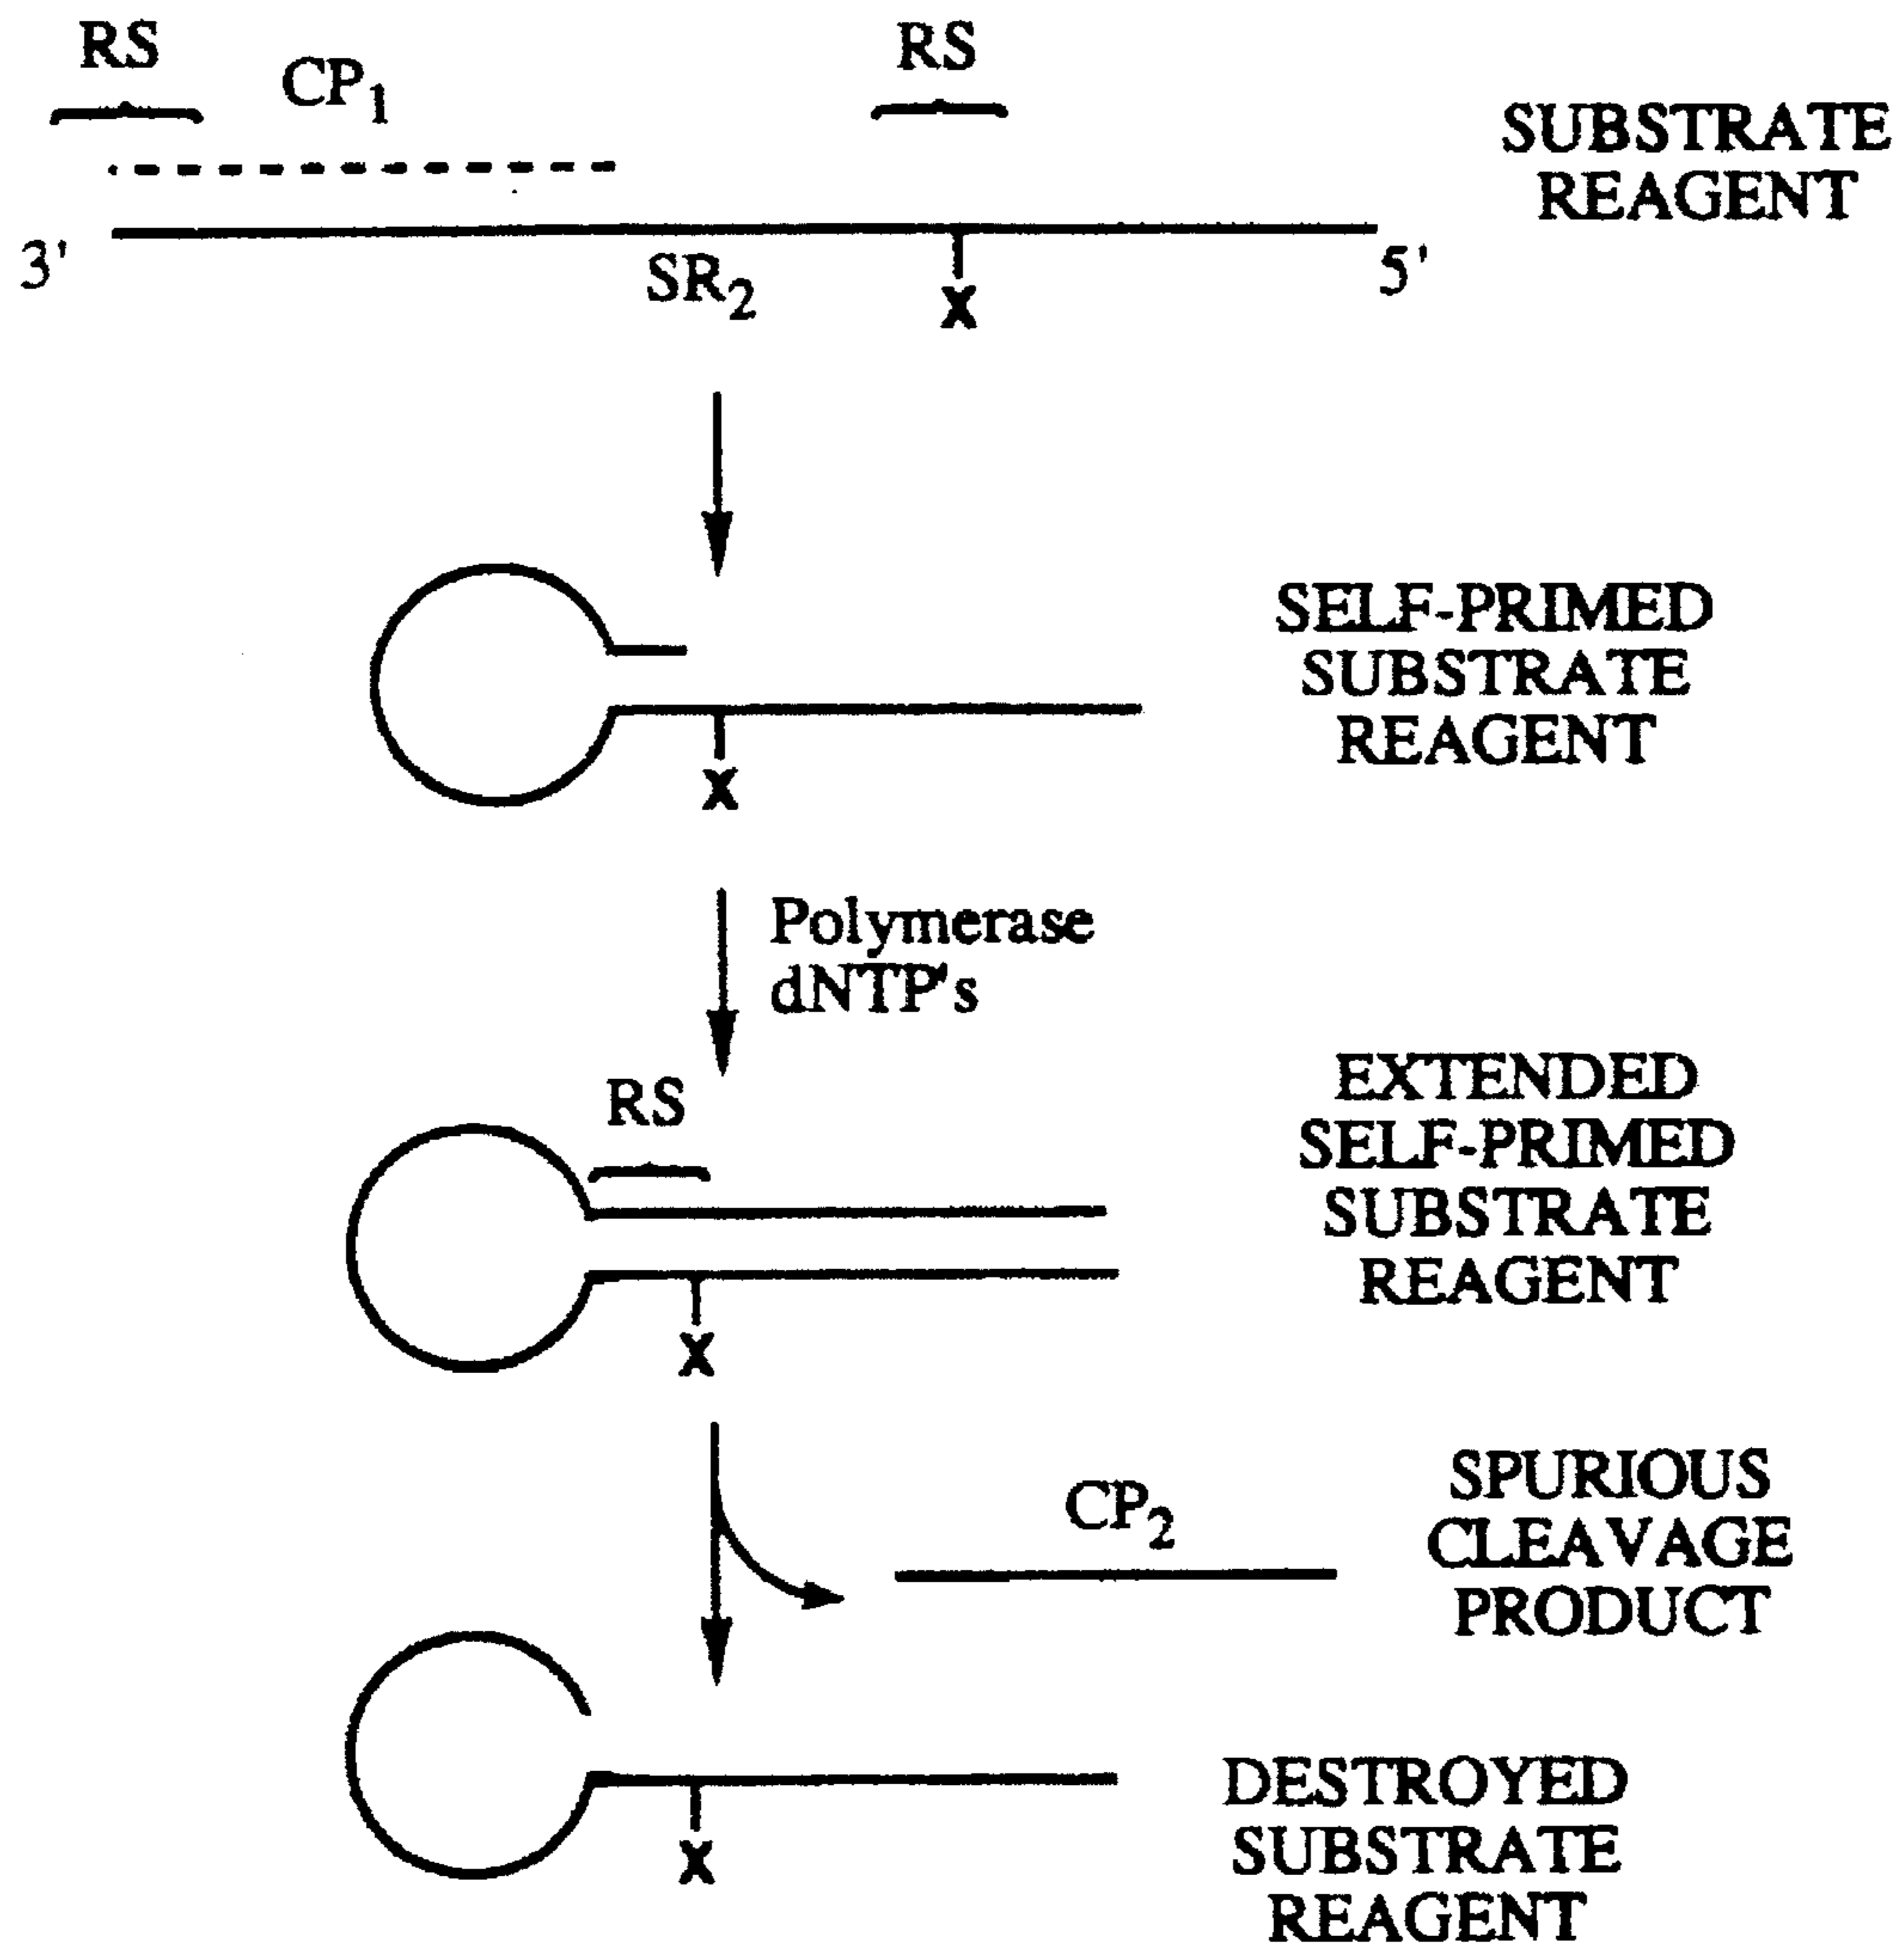 RS
CP1
RS
SUBSTRATE
REAGENT
3'
SR2
X
5'
SELF-PRIMED
SUBSTRATE
REAGENT
X
Polymerase
dNTP's
RS
EXTENDED
SELF-PRIMED
SUBSTRATE
REAGENT
X
CP2
SPURIOUS
CLEAVAGE
PRODUCT
X
DESTROYED
SUBSTRATE
REAGENT